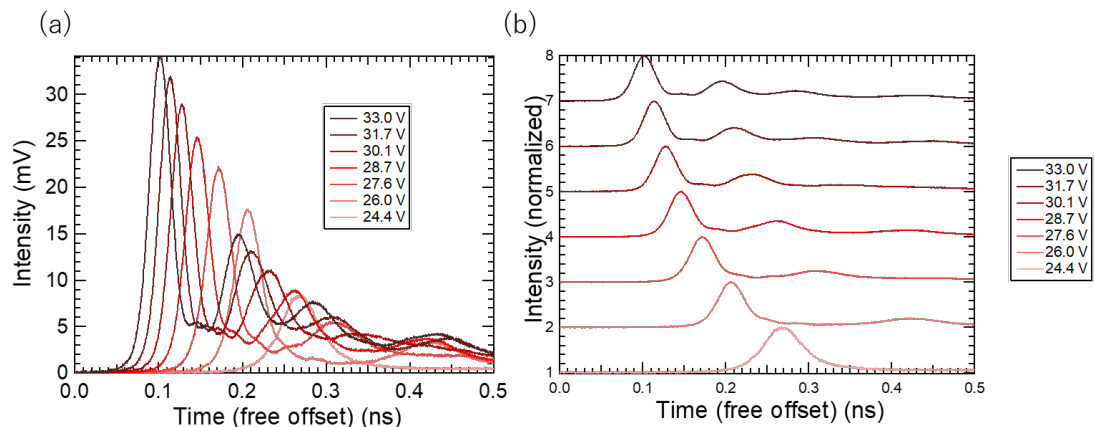 (a)
Intensity (mV)
30
25
20
15
10
5
0
33.0 V
31.7 V
30.1 V
28.7 V
27.6 V
26.0 V
24.4 V
0.0 0.1 0.2 0.3 0.4 0.5
Time (free offset) (ns)
(b)
Intensity (normalized)
8
7
6
5
4
3
2
1
0.0 0.1 0.2 0.3 0.4 0.5
Time (free offset) (ns)
33.0 V
31.7 V
30.1 V
28.7 V
27.6 V
26.0 V
24.4 V